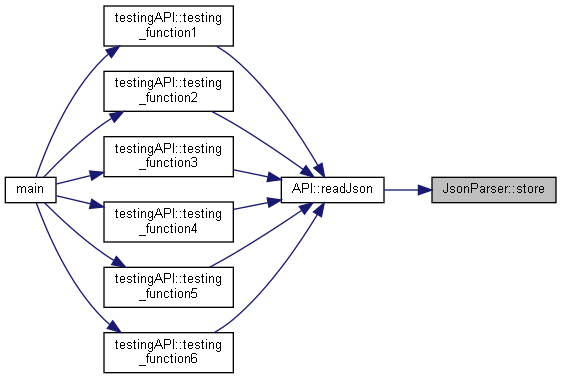 testingAPI::testing
_function1
testingAPI::testing
_function2
testingAPI::testing
_function3
main
API::readJson
JsonParser::store
testingAPI::testing
_function4
testingAPI::testing
_function5
testingAPI::testing
_function6